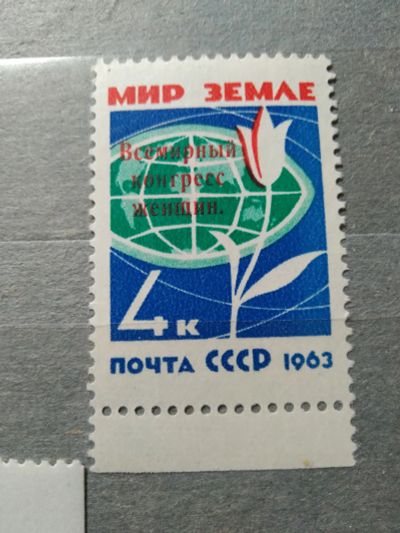 МИР ЗЕМЛЕ
Всемирный
конгресс
женщин.
4к
ПОЧТА СССР 1963